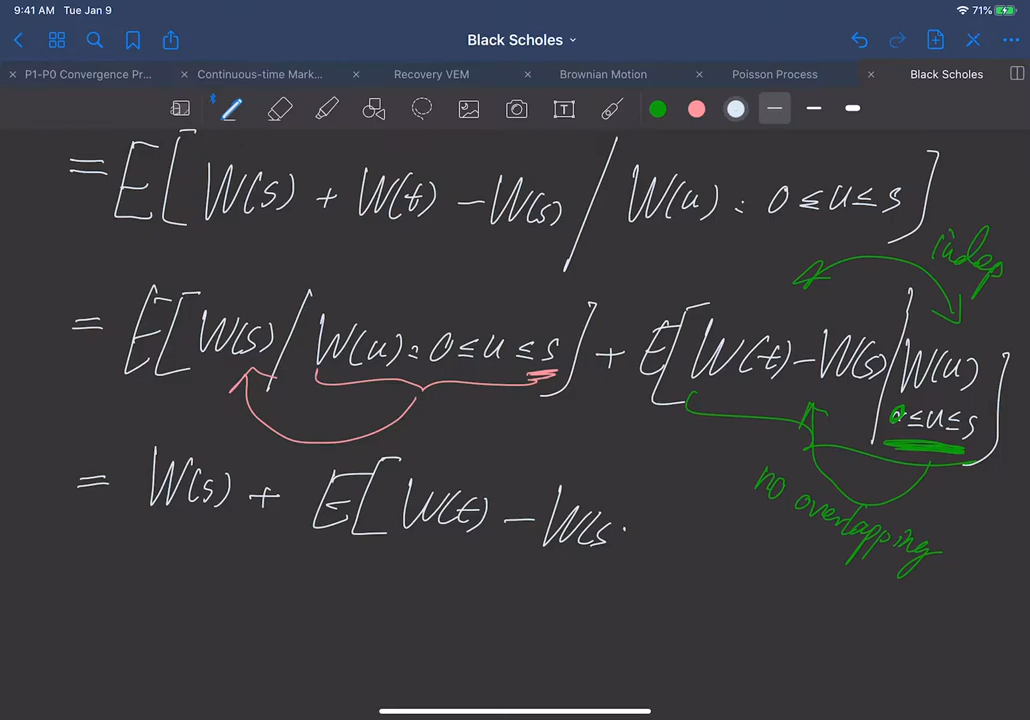 9:41 AM Tue Jan 9
71%
Black Scholes
P1-P0 Convergence Pr...
Continuous-time Mark...
Recovery VEM
Brownian Motion
Poisson Process
Black Scholes
= E[ W(s) + W(t) - W(s) / W(u) : 0 ≤ u ≤ s ]
indep
= E[ W(s) / W(u) : 0 ≤ u ≤ s ] + E[ W(t) - W(s) | W(u) 0 ≤ u ≤ s ]
= W(s) + E[ W(t) - W(s
no overlapping